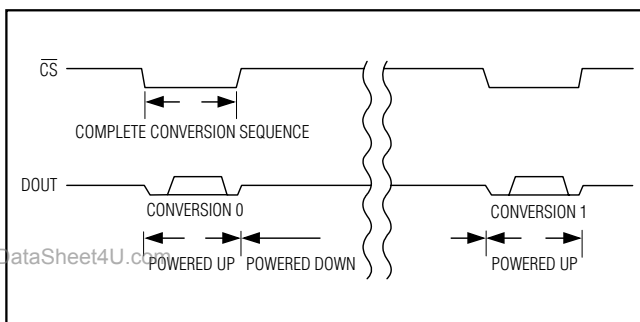 CS
COMPLETE CONVERSION SEQUENCE
DOUT
CONVERSION 0
CONVERSION 1
DataSheet4U.com
POWERED UP
POWERED DOWN
POWERED UP